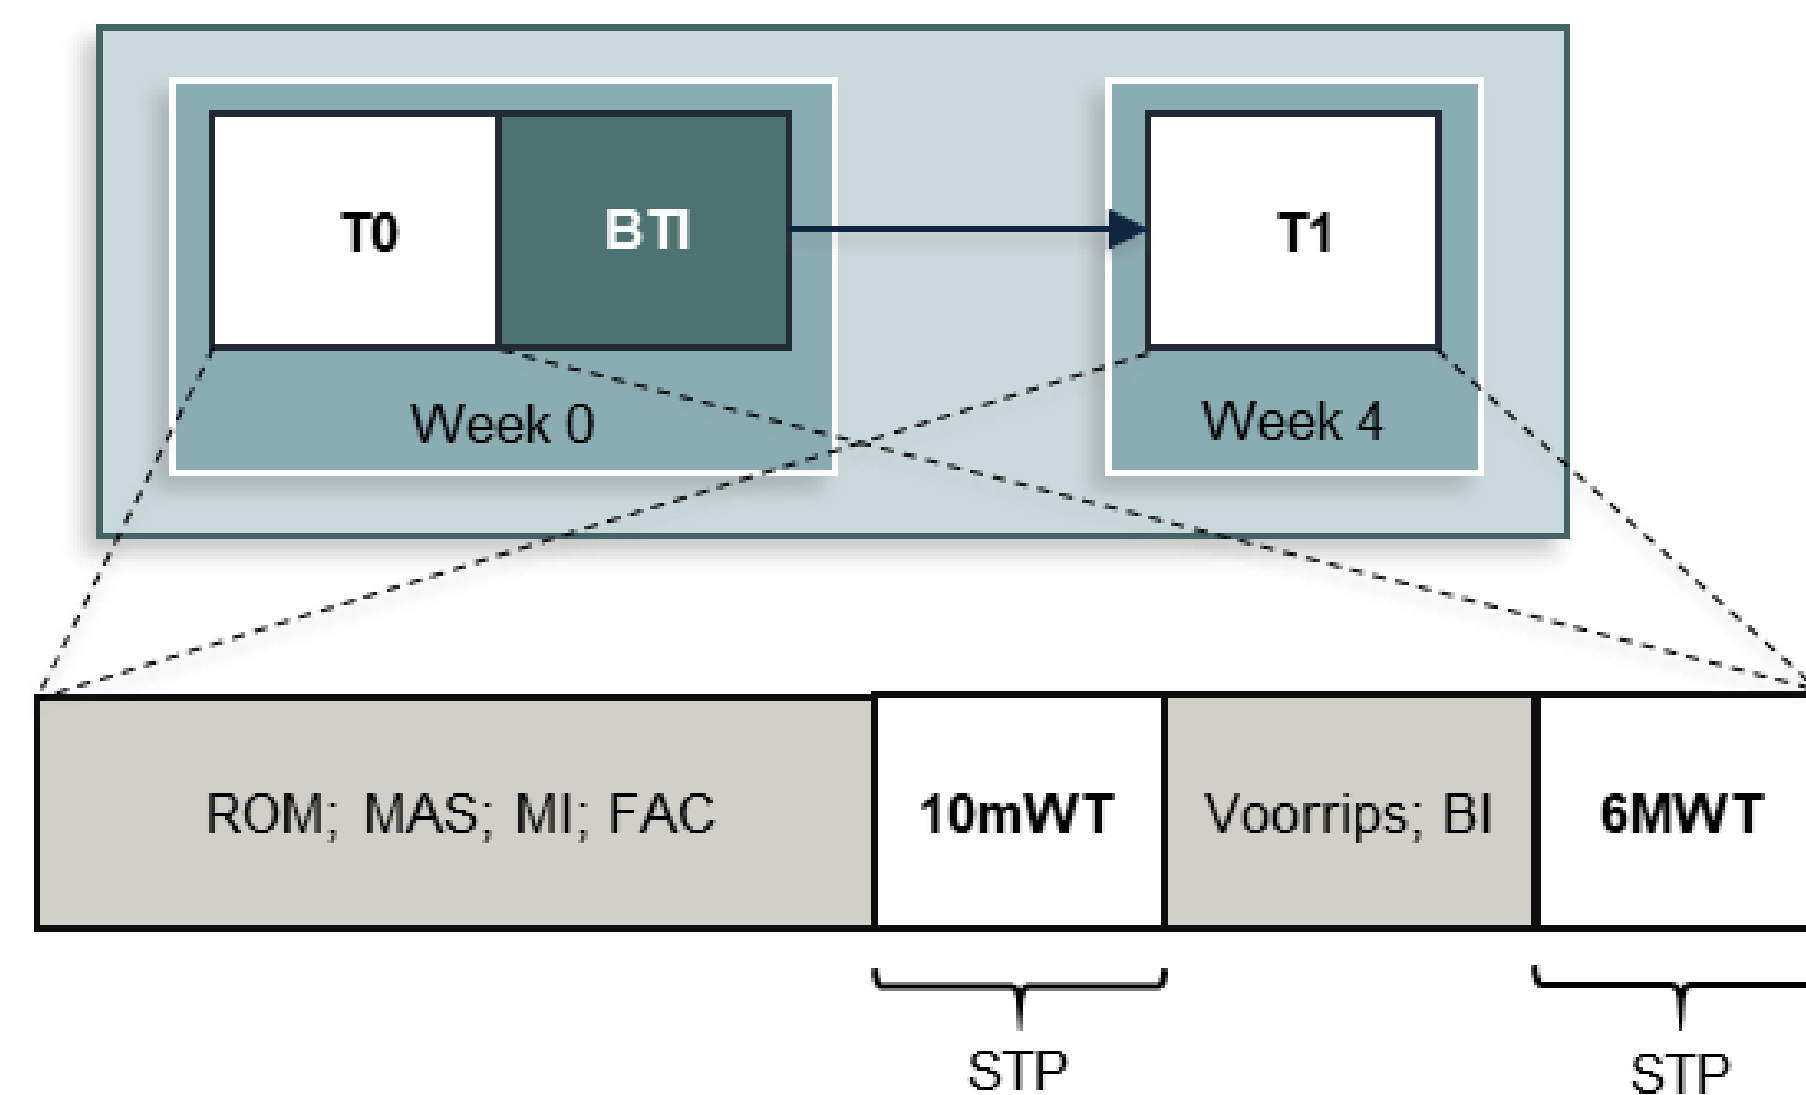 T0
BTI
T1
Week 0
Week 4
ROM; MAS; MI; FAC
10mWT
Voorrips; BI
6MWT
STP
STP